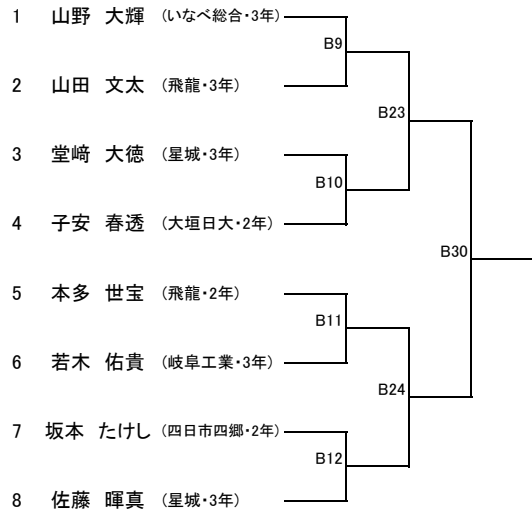 1 山野 大輝 (いなべ総合・3年)
B9
2 山田 文太 (飛龍・3年)
B23
3 堂﨑 大徳 (星城・3年)
B10
4 子安 春透 (大垣日大・2年)
B30
5 本多 世宝 (飛龍・2年)
B11
6 若木 佑貴 (岐阜工業・3年)
B24
7 坂本 たけし (四日市四郷・2年)
B12
8 佐藤 暉真 (星城・3年)